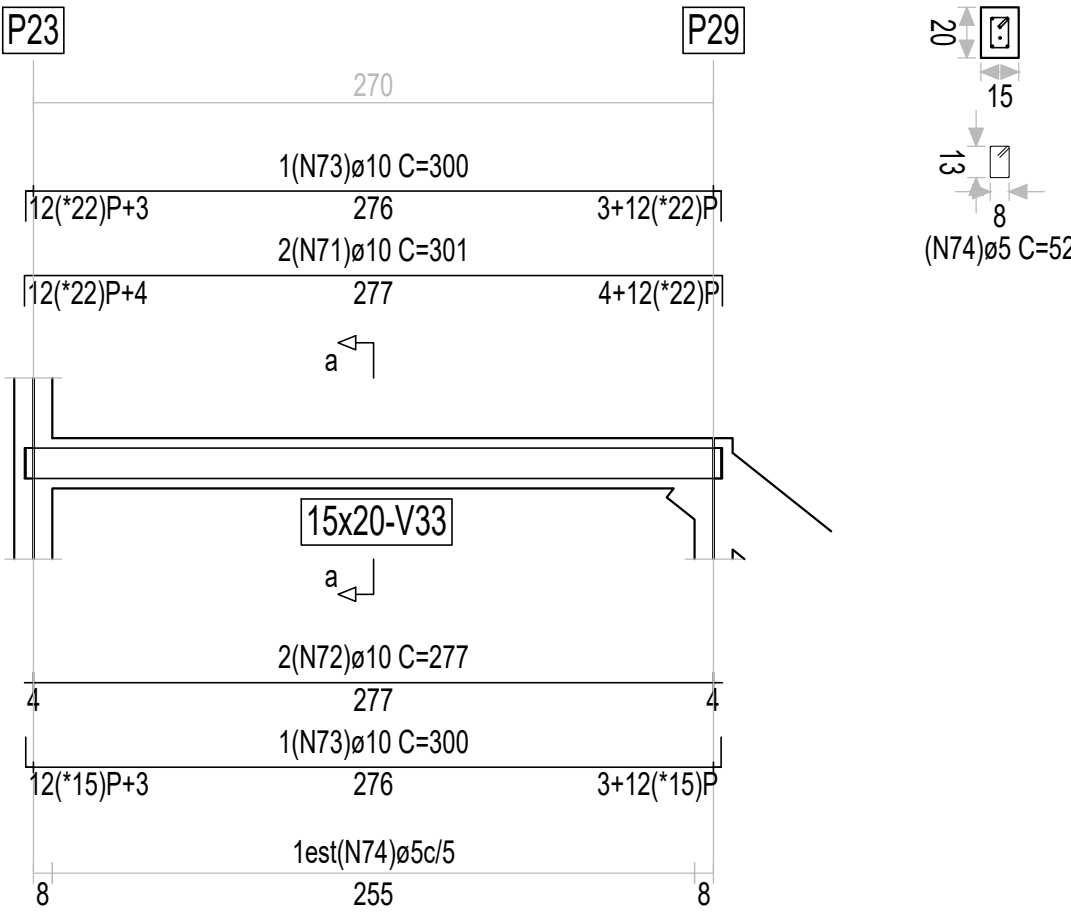 P23 P29
270
1(N73)ø10 C=300
12(*22)P+3 276 3+12(*22)P
2(N71)ø10 C=301
12(*22)P+4 277 4+12(*22)P
a
15x20-V33
a
2(N72)ø10 C=277
4 277 4
1(N73)ø10 C=300
12(*15)P+3 276 3+12(*15)P
1est(N74)ø5c/5
8 255 8
20
15
13
8
(N74)ø5 C=52